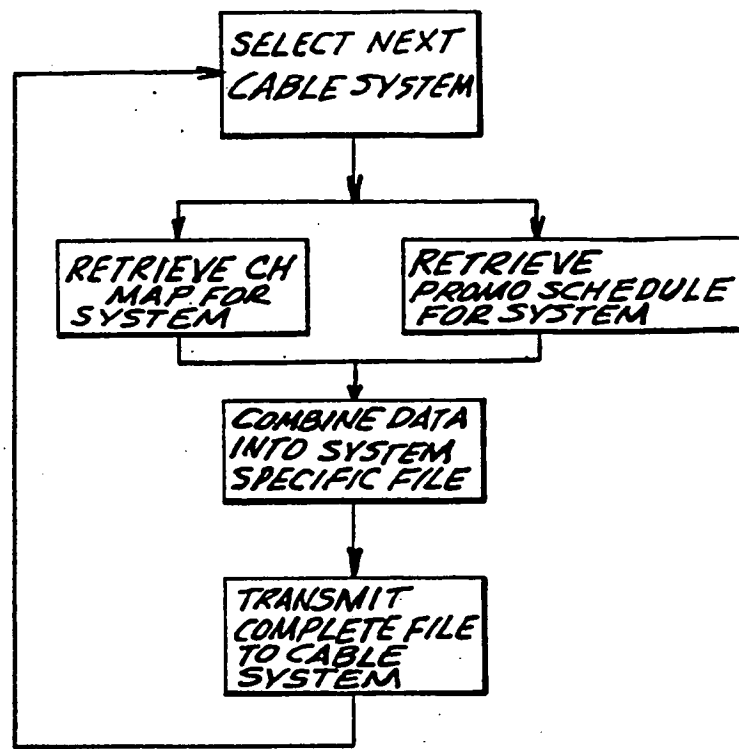 SELECT NEXT
CABLE SYSTEM
RETRIEVE CH
MAP FOR
SYSTEM
RETRIEVE
PROMO SCHEDULE
FOR SYSTEM
COMBINE DATA
INTO SYSTEM
SPECIFIC FILE
TRANSMIT
COMPLETE FILE
TO CABLE
SYSTEM